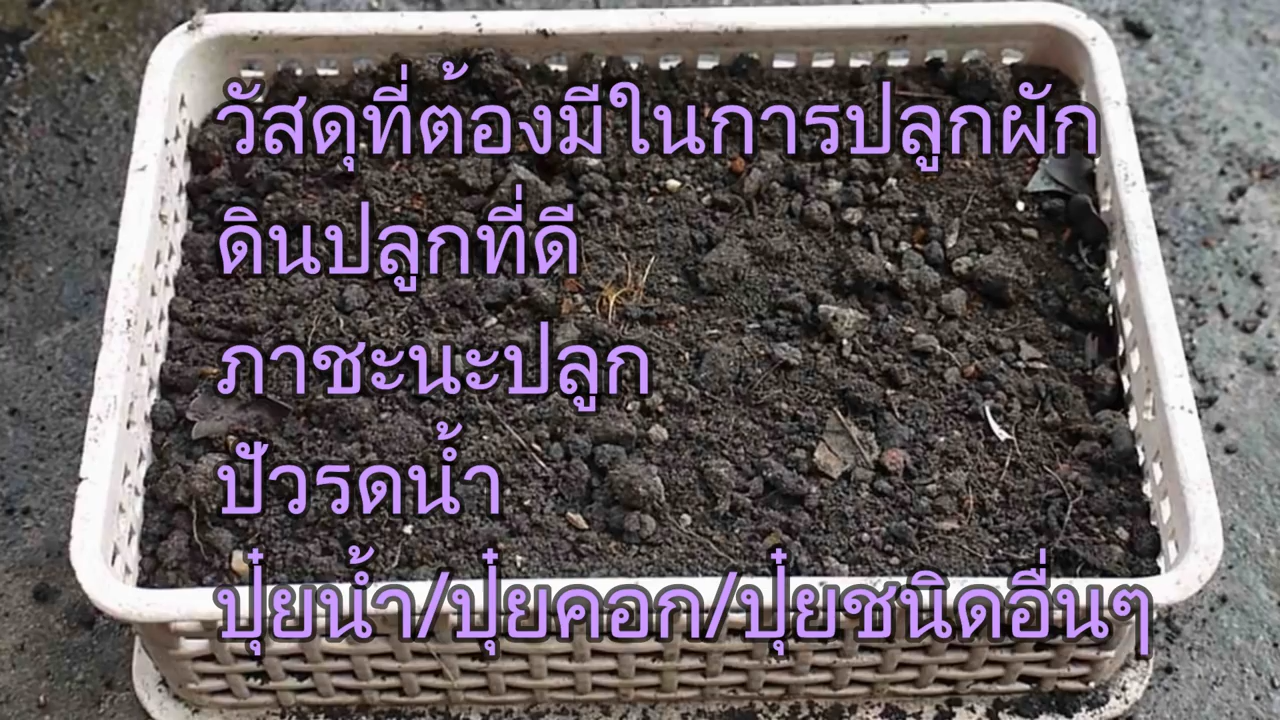 วัสดุที่ต้องมีในการปลูกผัก
ดินปลูกที่ดี
ภาชะนะปลูก
ปัวรดน้ำ
ปุ๋ยน้ำ/ปุ๋ยคอก/ปุ๋ยชนิดอื่นๆ